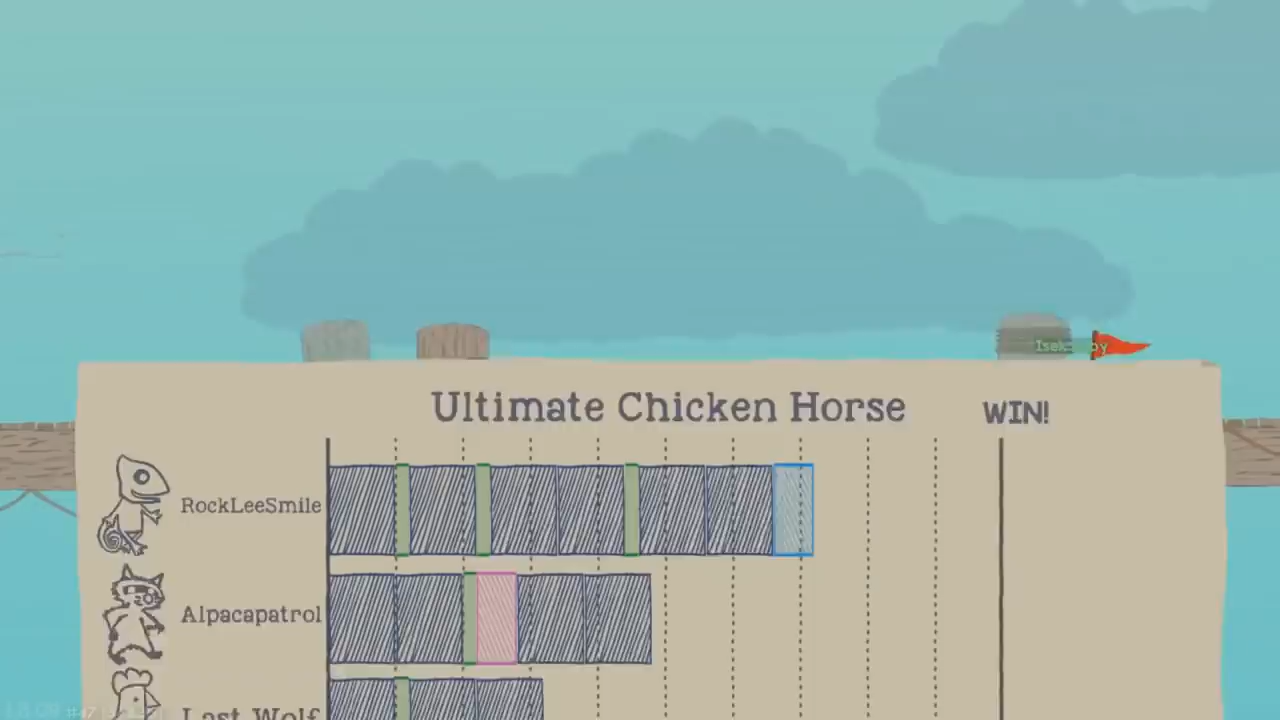 Ultimate Chicken Horse
WIN!
RockLeeSmile
Alpacapatrol
Last Wolf